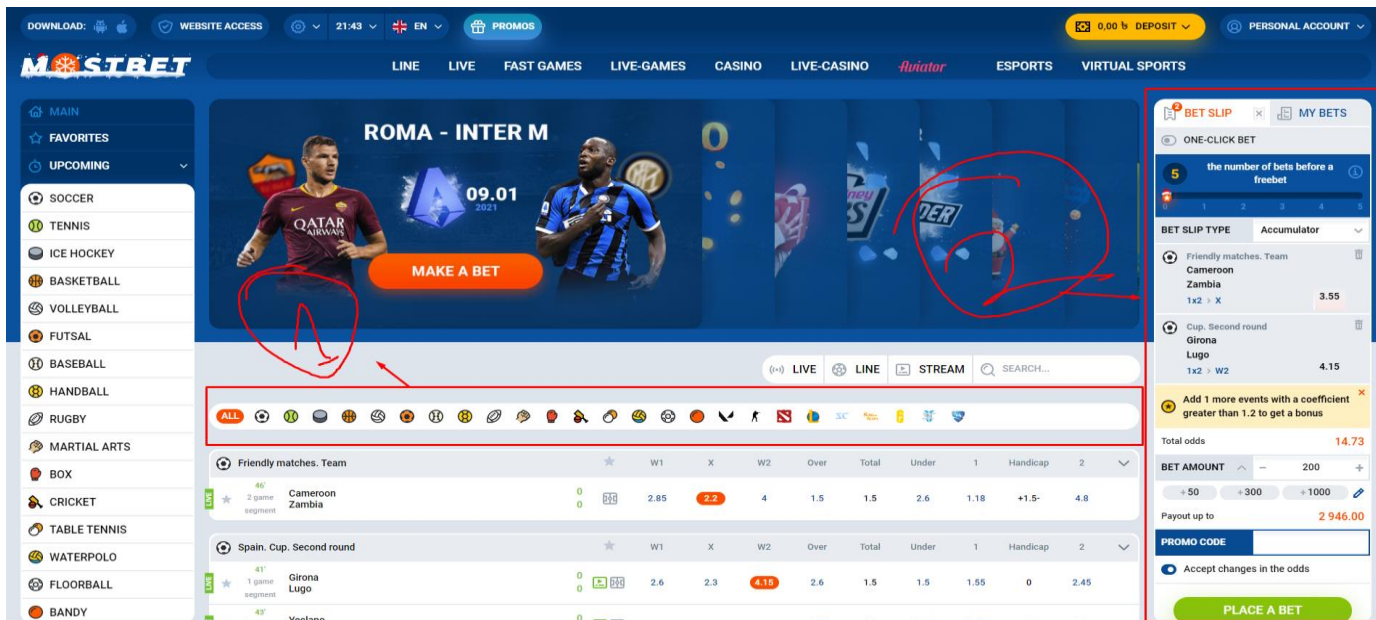 DOWNLOAD:
WEBSITE ACCESS
21:43
EN
PROMOS
0,00 ৳ DEPOSIT
PERSONAL ACCOUNT
MOSTBET
LINE
LIVE
FAST GAMES
LIVE-GAMES
CASINO
LIVE-CASINO
Aviator
ESPORTS
VIRTUAL SPORTS
MAIN
FAVORITES
UPCOMING
SOCCER
TENNIS
ICE HOCKEY
BASKETBALL
VOLLEYBALL
FUTSAL
BASEBALL
HANDBALL
RUGBY
MARTIAL ARTS
BOX
CRICKET
TABLE TENNIS
WATERPOLO
FLOORBALL
BANDY
ROMA - INTER M
09.01
2021
QATAR
AIRWAYS
MAKE A BET
1
2
LIVE
LINE
STREAM
SEARCH...
ALL
Friendly matches. Team W1 X W2 Over Total Under 1 Handicap 2
LIVE
46'
2 game
segment
Cameroon 0
Zambia 0
2.85 2.2 4 1.5 1.5 2.6 1.18 +1.5- 4.8
Spain. Cup. Second round W1 X W2 Over Total Under 1 Handicap 2
LIVE
41'
1 game
segment
Girona 0
Lugo 0
2.6 2.3 4.15 2.6 1.5 1.5 1.55 0 2.45
43'
2
BET SLIP
MY BETS
ONE-CLICK BET
5
the number of bets before a
freebet
0 1 2 3 4 5
BET SLIP TYPE Accumulator
Friendly matches. Team
Cameroon
Zambia
1x2 > X 3.55
Cup. Second round
Girona
Lugo
1x2 > W2 4.15
Add 1 more events with a coefficient
greater than 1.2 to get a bonus
Total odds 14.73
BET AMOUNT - 200 +
+50 +300 +1000
Payout up to 2 946.00
PROMO CODE
Accept changes in the odds
PLACE A BET